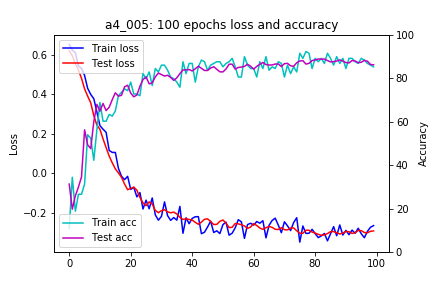 a4_005: 100 epochs loss and accuracy
Train loss
Test loss
Train acc
Test acc
Loss
0.6
0.4
0.2
0.0
−0.2
Accuracy
100
80
60
40
20
0
0 20 40 60 80 100